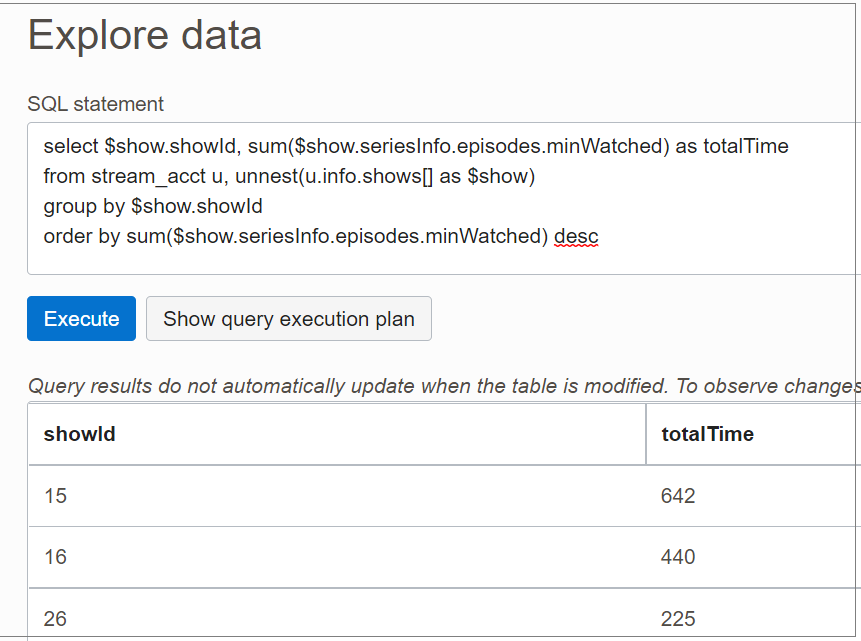 Explore data
SQL statement
select $show.showId, sum($show.seriesInfo.episodes.minWatched) as totalTime
from stream_acct u, unnest(u.info.shows[] as $show)
group by $show.showId
order by sum($show.seriesInfo.episodes.minWatched) desc
Execute Show query execution plan
Query results do not automatically update when the table is modified. To observe changes
showId totalTime
15 642
16 440
26 225